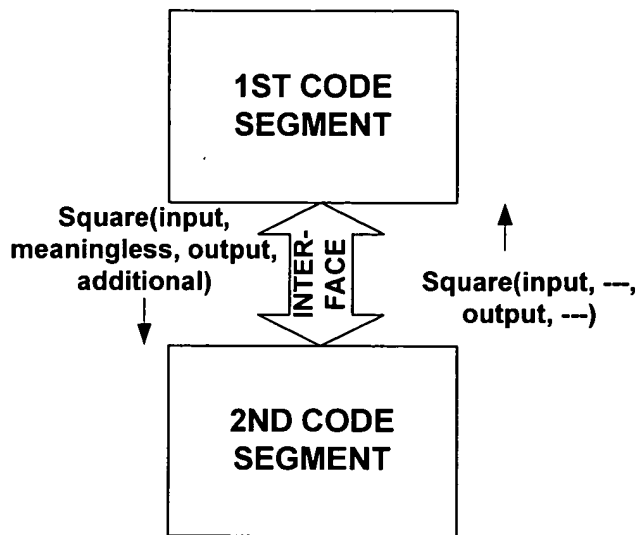 1ST CODE
SEGMENT
Square(input,
meaningless, output,
additional)
INTER-
FACE
Square(input, ---,
output, ---)
2ND CODE
SEGMENT